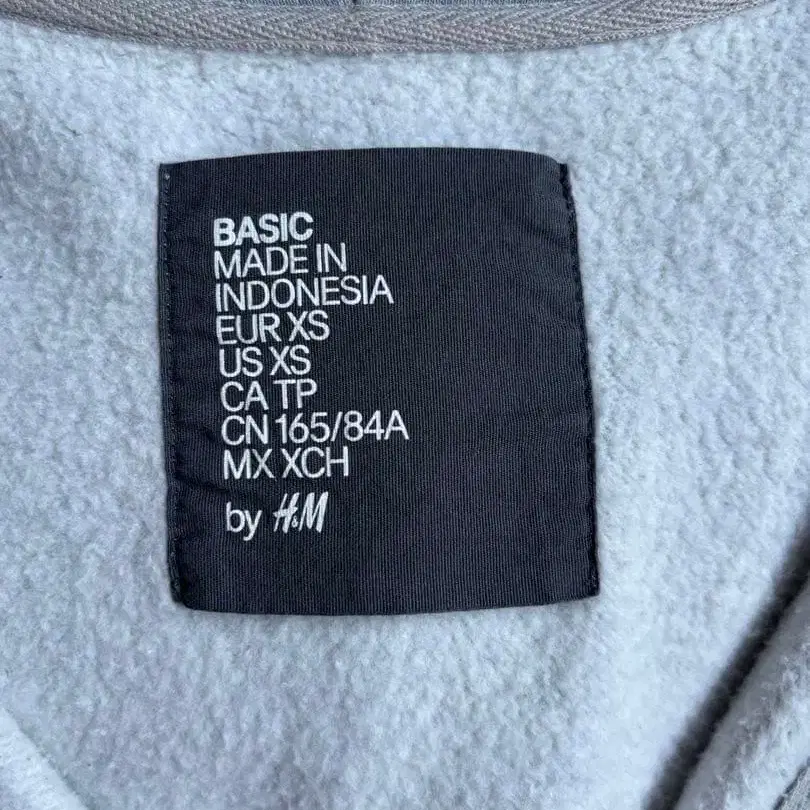 BASIC
MADE IN
INDONESIA
EUR XS
US XS
CA TP
CN 165/84A
MX XCH
by H&M